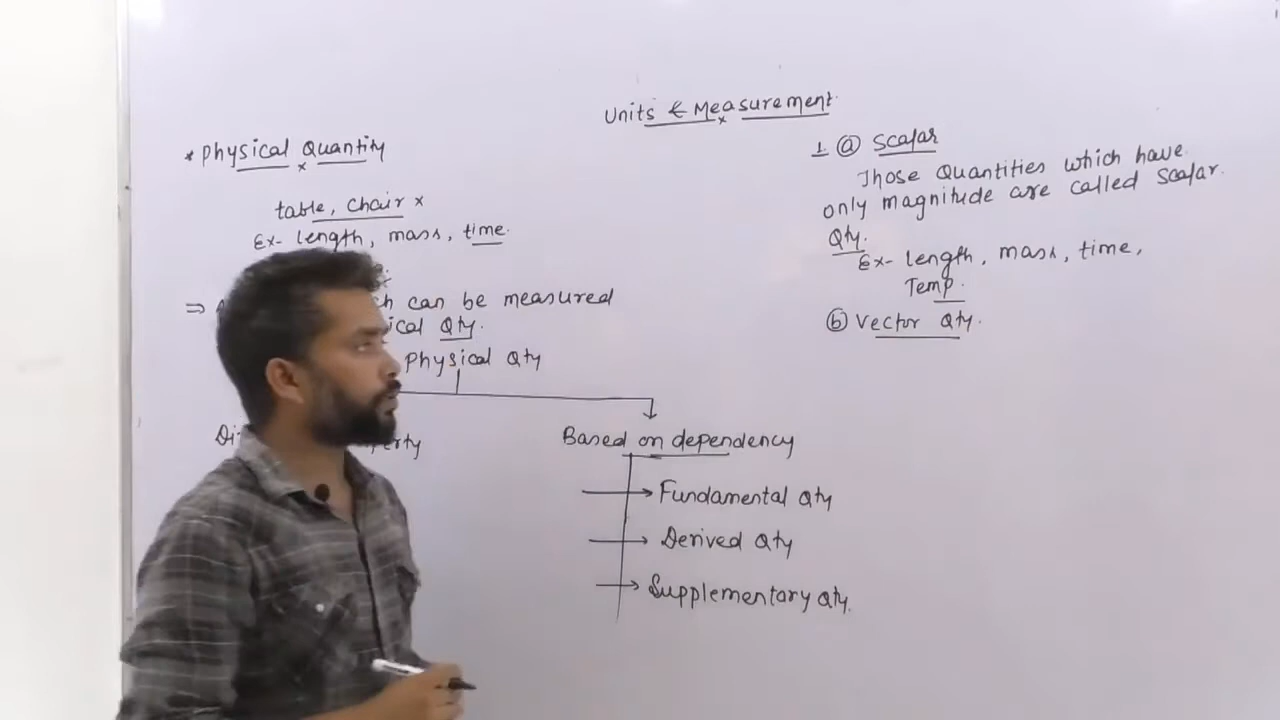 Units & Measurement
* Physical Quantity
table, chair ×
Ex- length, mass, time.
⇒ can be measured
Qty.
Physical Qty
Based on dependency
Fundamental Qty
Derived Qty
Supplementary Qty.
1 ⓐ Scalar
Those Quantities which have
only magnitude are called Scalar.
Qty.
Ex- length, mass, time,
Temp.
ⓑ Vector Qty.